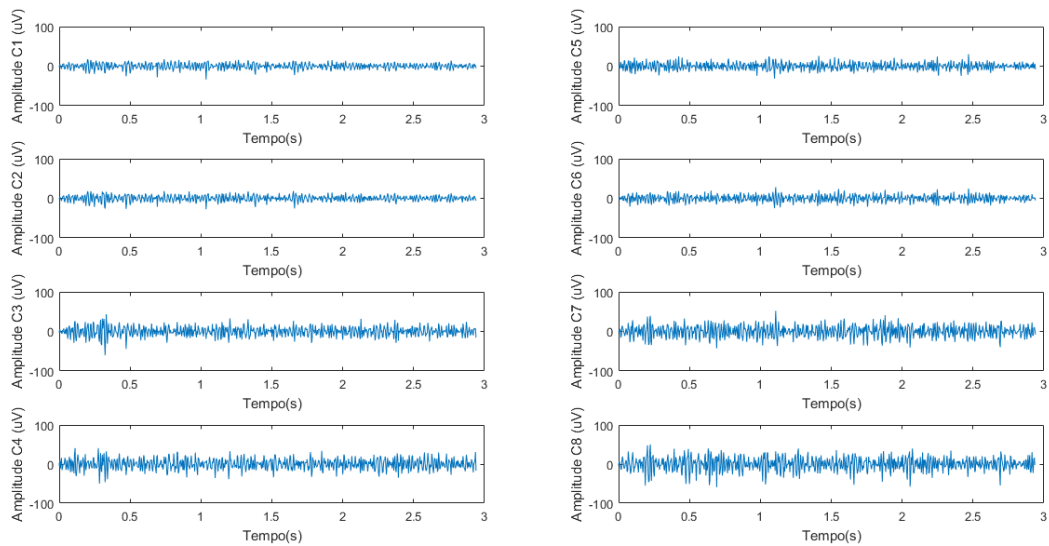 Amplitude C1 (uV)
100
0
-100
0 0.5 1 1.5 2 2.5 3
Tempo(s)
Amplitude C5 (uV)
100
0
-100
0 0.5 1 1.5 2 2.5 3
Tempo(s)
Amplitude C2 (uV)
100
0
-100
0 0.5 1 1.5 2 2.5 3
Tempo(s)
Amplitude C6 (uV)
100
0
-100
0 0.5 1 1.5 2 2.5 3
Tempo(s)
Amplitude C3 (uV)
100
0
-100
0 0.5 1 1.5 2 2.5 3
Tempo(s)
Amplitude C7 (uV)
100
0
-100
0 0.5 1 1.5 2 2.5 3
Tempo(s)
Amplitude C4 (uV)
100
0
-100
0 0.5 1 1.5 2 2.5 3
Tempo(s)
Amplitude C8 (uV)
100
0
-100
0 0.5 1 1.5 2 2.5 3
Tempo(s)